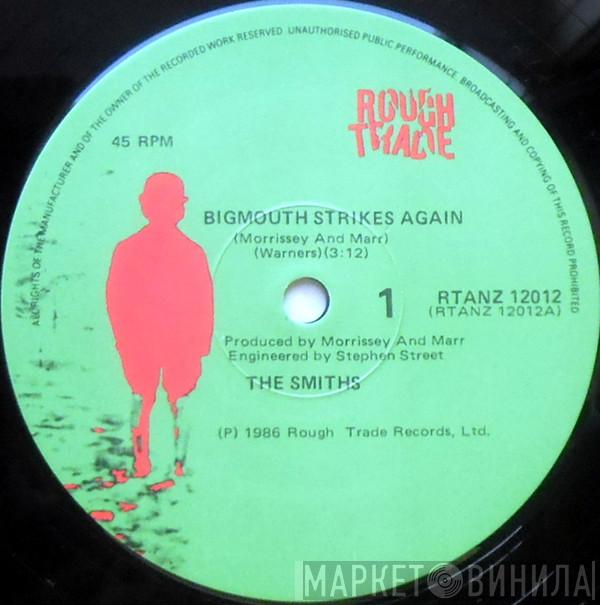 ALL RIGHTS OF THE MANUFACTURER AND OF THE OWNER OF THE RECORDED WORK RESERVED UNAUTHORISED PUBLIC PERFORMANCE, BROADCASTING AND COPYING OF THIS RECORD PROHIBITED
ROUGH
TRADE
45 RPM
BIGMOUTH STRIKES AGAIN
(Morrissey And Marr)
(Warners)(3:12)
1
RTANZ 12012
(RTANZ 12012A)
Produced by Morrissey And Marr
Engineered by Stephen Street
THE SMITHS
(P) 1986 Rough Trade Records, Ltd.
МАРКЕТ ВИНИЛА